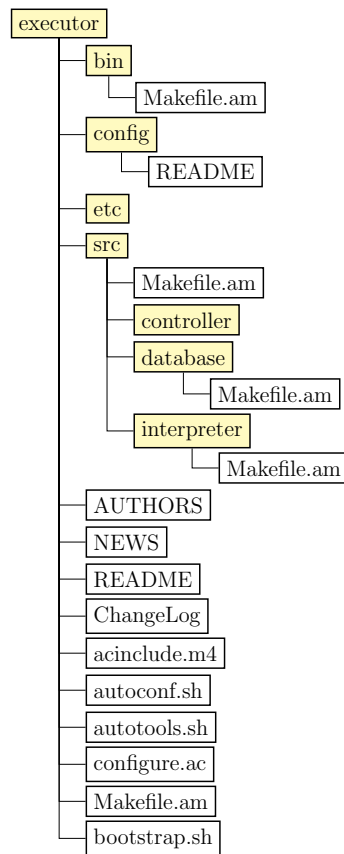 executor
bin
Makefile.am
config
README
etc
src
Makefile.am
controller
database
Makefile.am
interpreter
Makefile.am
AUTHORS
NEWS
README
ChangeLog
acinclude.m4
autoconf.sh
autotools.sh
configure.ac
Makefile.am
bootstrap.sh